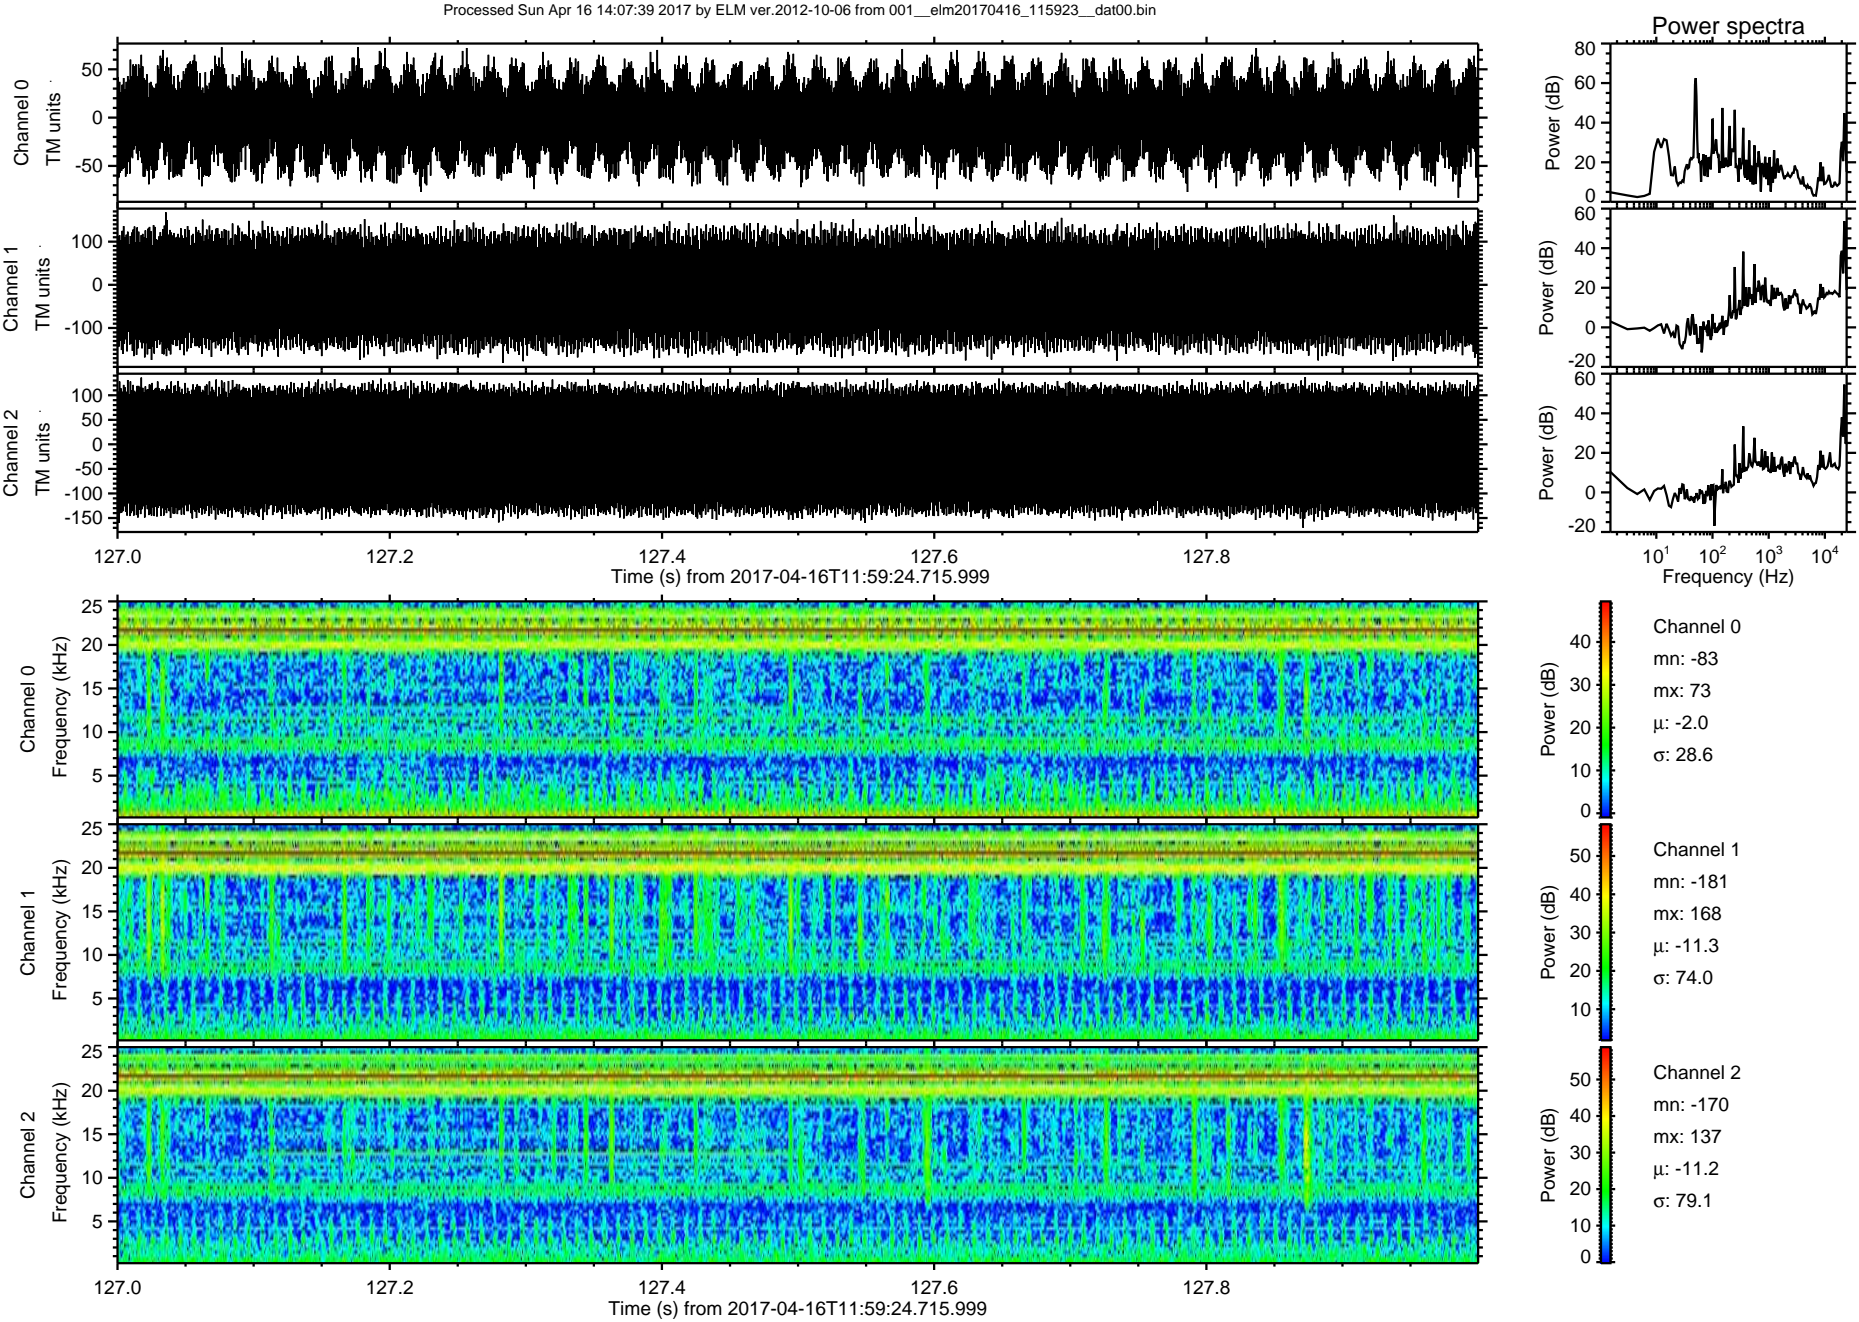 Processed Sun Apr 16 14:07:39 2017 by ELM ver.2012-10-06 from 001__elm20170416_115923__dat00.bin
Power spectra
Channel 0
TM units
50
0
-50
Power (dB)
80
60
40
20
0
Channel 1
TM units
100
0
-100
Power (dB)
60
40
20
0
-20
Channel 2
TM units
100
50
0
-50
-100
-150
Power (dB)
60
40
20
0
-20
127.0 127.2 127.4 127.6 127.8
Time (s) from 2017-04-16T11:59:24.715.999
10¹ 10² 10³ 10⁴
Frequency (Hz)
Channel 0
Frequency (kHz)
25
20
15
10
5
Power (dB)
40
30
20
10
0
Channel 0
mn: -83
mx: 73
μ: -2.0
σ: 28.6
Channel 1
Frequency (kHz)
25
20
15
10
5
Power (dB)
50
40
30
20
10
Channel 1
mn: -181
mx: 168
μ: -11.3
σ: 74.0
Channel 2
Frequency (kHz)
25
20
15
10
5
Power (dB)
50
40
30
20
10
0
Channel 2
mn: -170
mx: 137
μ: -11.2
σ: 79.1
127.0 127.2 127.4 127.6 127.8
Time (s) from 2017-04-16T11:59:24.715.999